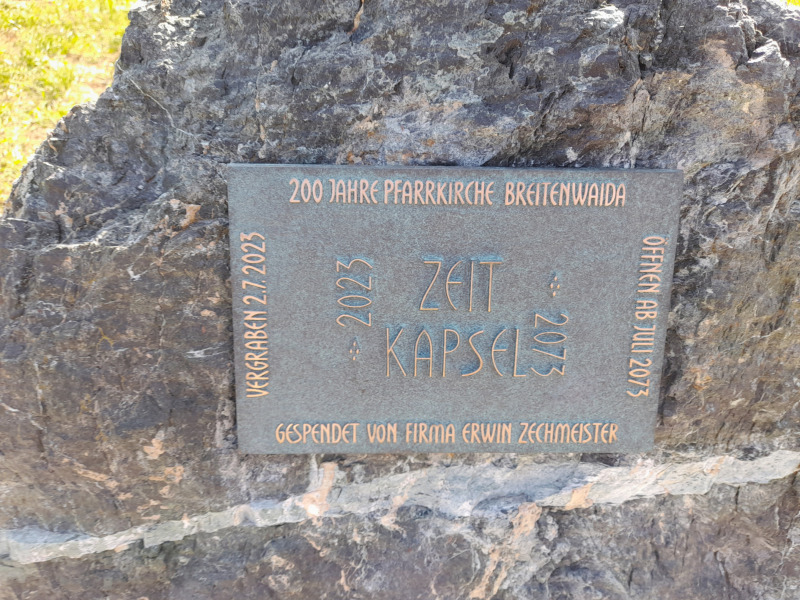 200 JAHRE PFARRKIRCHE BREITENWAIDA
VERGRABEN 2.7.2023
2023
ZEIT
KAPSEL
2073
ÖFFNEN AB JULI 2073
GESPENDET VON FIRMA ERWIN ZECHMEISTER